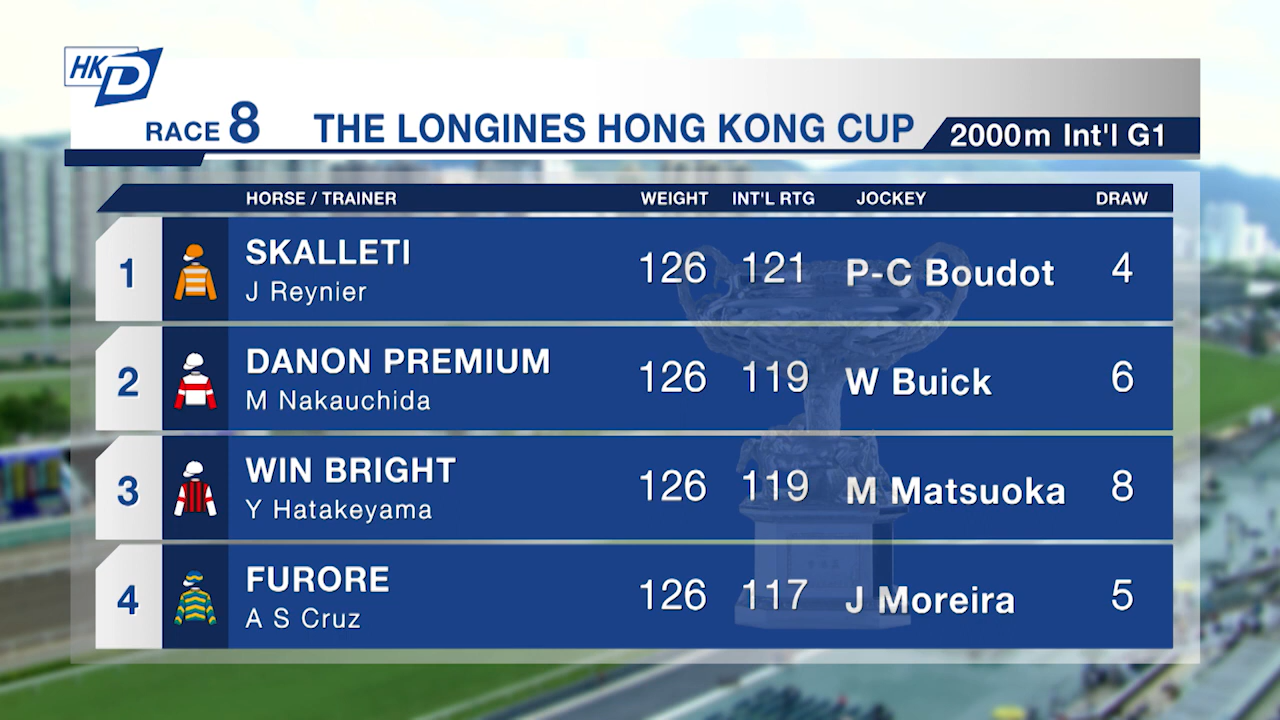 HK D
RACE 8 THE LONGINES HONG KONG CUP 2000m Int'l G1
HORSE / TRAINER WEIGHT INT'L RTG JOCKEY DRAW
1 SKALLETI 126 121 P-C Boudot 4
J Reynier
2 DANON PREMIUM 126 119 W Buick 6
M Nakauchida
3 WIN BRIGHT 126 119 M Matsuoka 8
Y Hatakeyama
4 FURORE 126 117 J Moreira 5
A S Cruz